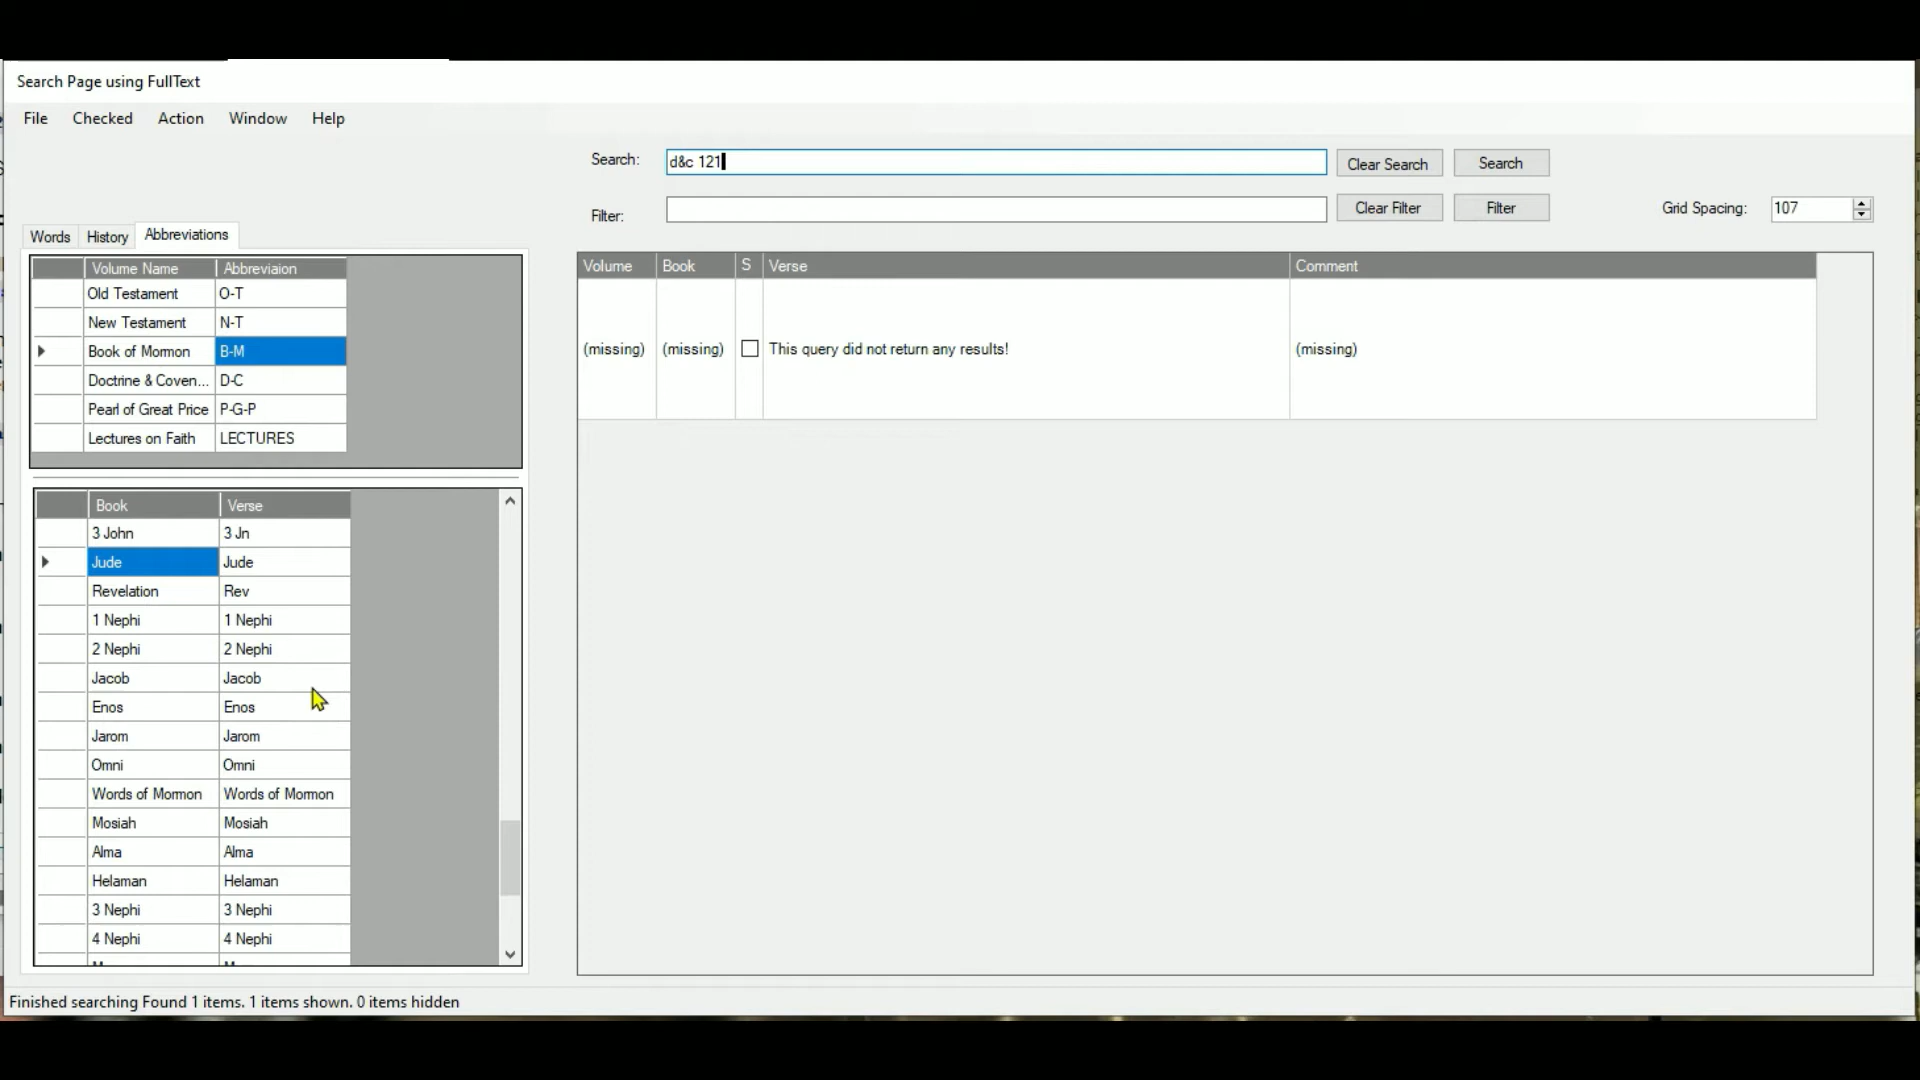 Search Page using FullText
File Checked Action Window Help
Search: d&c 121 Clear Search Search
Filter: Clear Filter Filter Grid Spacing: 107
Words History Abbreviations
Volume Name Abbreviaion
Old Testament O-T
New Testament N-T
Book of Mormon B-M
Doctrine & Coven... D-C
Pearl of Great Price P-G-P
Lectures on Faith LECTURES
Book Verse
3 John 3 Jn
Jude Jude
Revelation Rev
1 Nephi 1 Nephi
2 Nephi 2 Nephi
Jacob Jacob
Enos Enos
Jarom Jarom
Omni Omni
Words of Mormon Words of Mormon
Mosiah Mosiah
Alma Alma
Helaman Helaman
3 Nephi 3 Nephi
4 Nephi 4 Nephi
Volume Book S Verse Comment
(missing) (missing) This query did not return any results! (missing)
Finished searching Found 1 items. 1 items shown. 0 items hidden